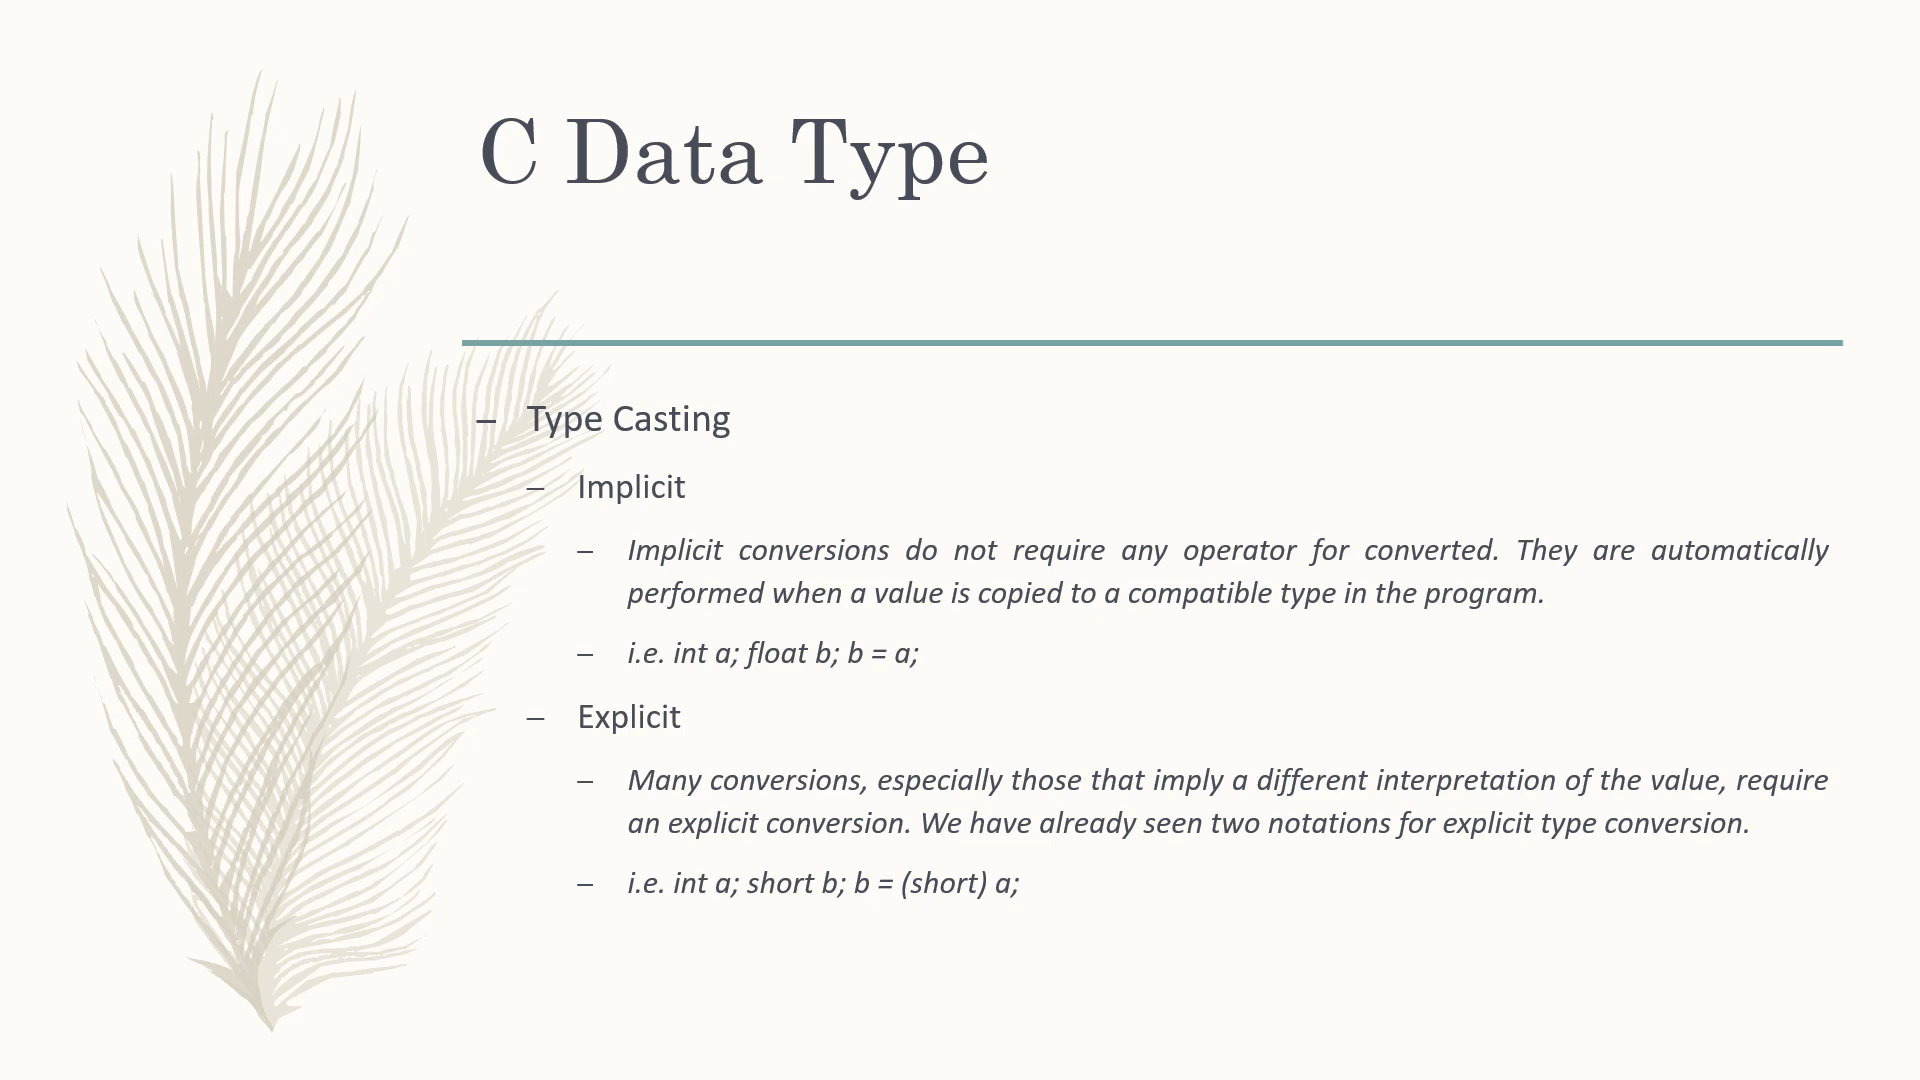 C Data Type
– Type Casting
– Implicit
– Implicit conversions do not require any operator for converted. They are automatically
performed when a value is copied to a compatible type in the program.
– i.e. int a; float b; b = a;
– Explicit
– Many conversions, especially those that imply a different interpretation of the value, require
an explicit conversion. We have already seen two notations for explicit type conversion.
– i.e. int a; short b; b = (short) a;